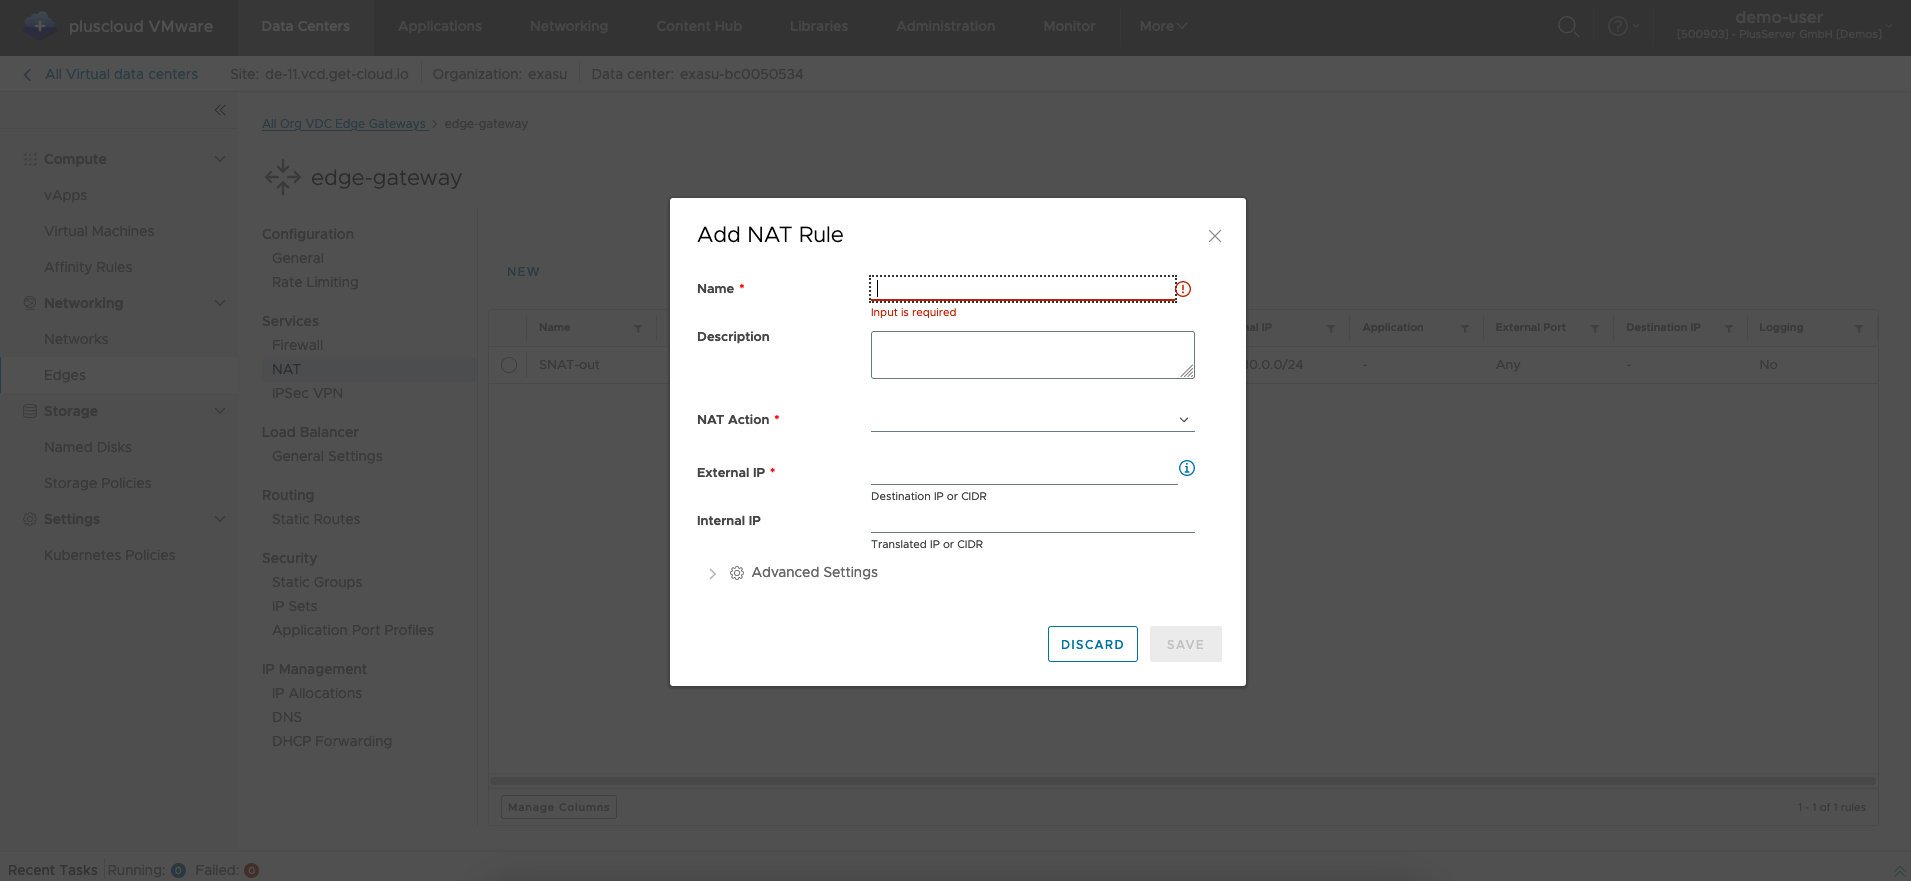 pluscloud VMware
Data Centers
Applications
Networking
Content Hub
Libraries
Administration
Monitor
More
demo-user
[500903] - PlusServer GmbH [Demos]
All Virtual data centers
Site: de-11.vcd.get-cloud.io
Organization: exasu
Data center: exasu-bc0050534
Compute
vApps
Virtual Machines
Affinity Rules
Networking
Networks
Edges
Storage
Named Disks
Storage Policies
Settings
Kubernetes Policies
All Org VDC Edge Gateways > edge-gateway
edge-gateway
Configuration
General
Rate Limiting
Services
Firewall
NAT
IPSec VPN
Load Balancer
General Settings
Routing
Static Routes
Security
Static Groups
IP Sets
Application Port Profiles
IP Management
IP Allocations
DNS
DHCP Forwarding
NEW
Name
al IP
Application
External Port
Destination IP
Logging
SNAT-out
0.0.0/24
-
Any
-
No
Manage Columns
1 - 1 of 1 rules
Add NAT Rule
Name *
Input is required
Description
NAT Action *
External IP *
Destination IP or CIDR
Internal IP
Translated IP or CIDR
Advanced Settings
DISCARD
SAVE
Recent Tasks
Running: 0
Failed: 0